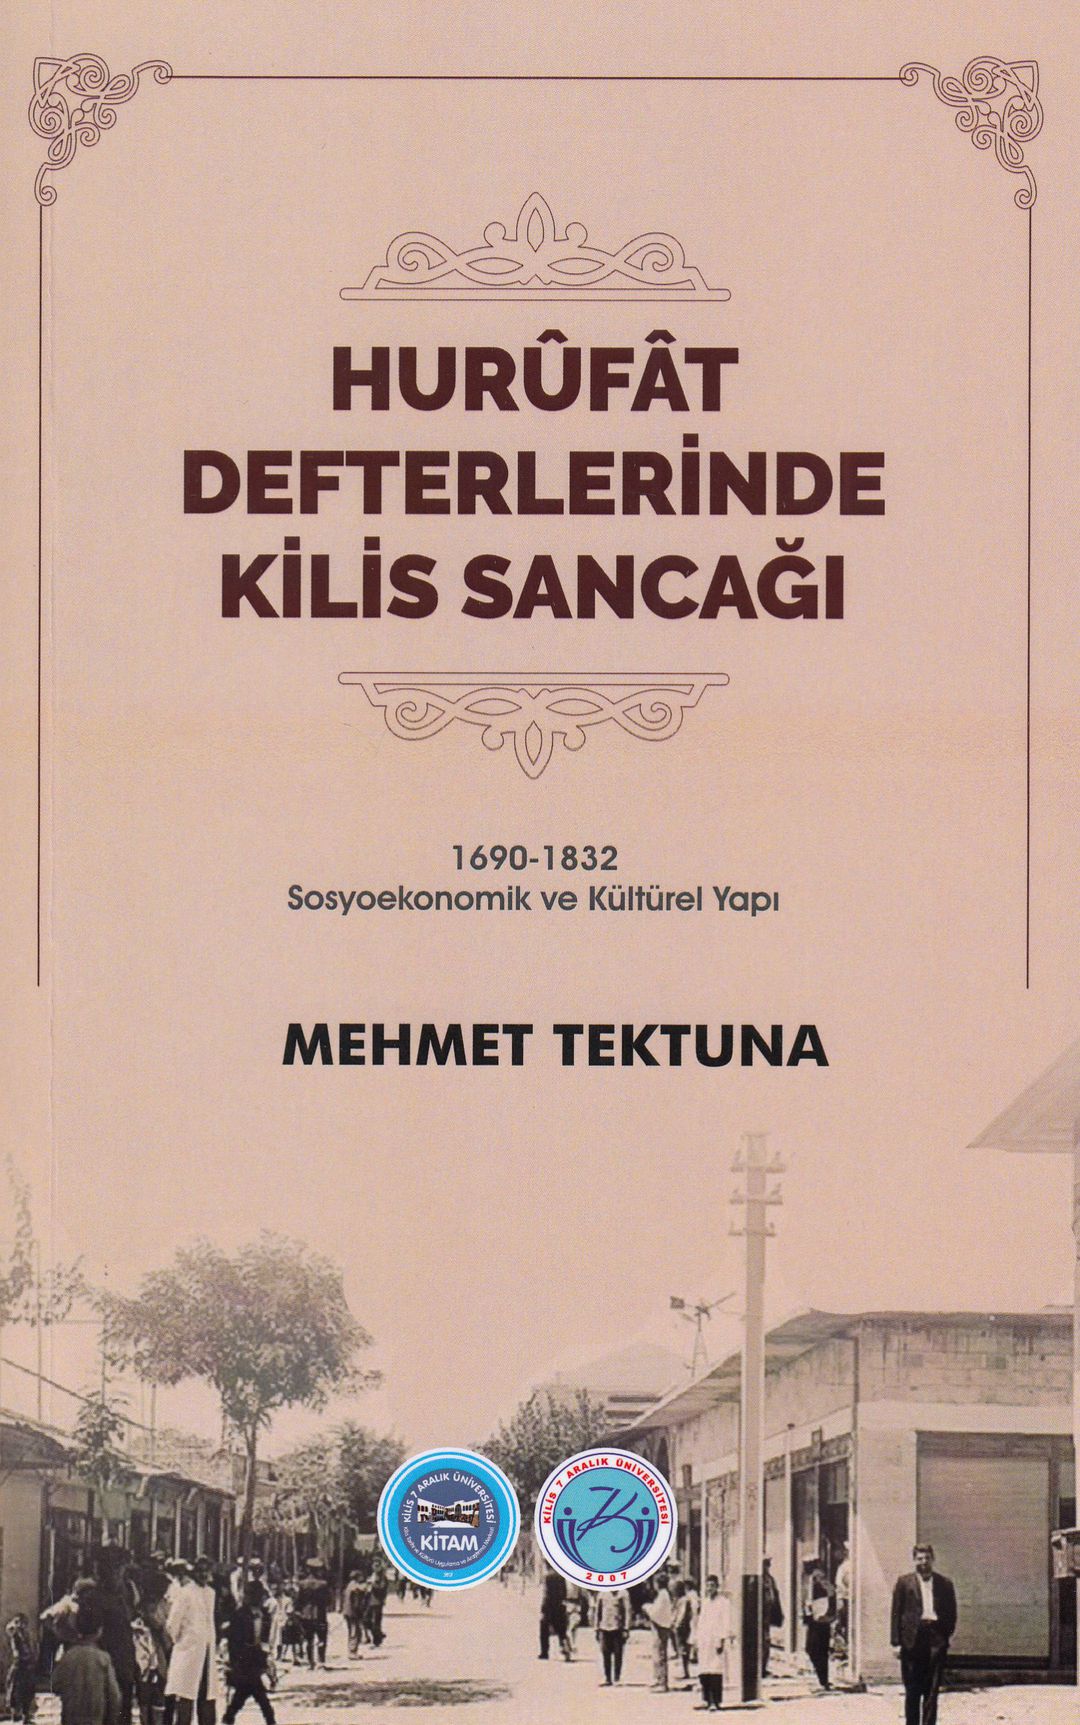 HURÛFÂT
DEFTERLERİNDE
KİLİS SANCAĞI
1690-1832
Sosyoekonomik ve Kültürel Yapı
MEHMET TEKTUNA
KİLİS 7 ARALIK ÜNİVERSİTESİ
KİTAM
KİLİS 7 ARALIK ÜNİVERSİTESİ
2007